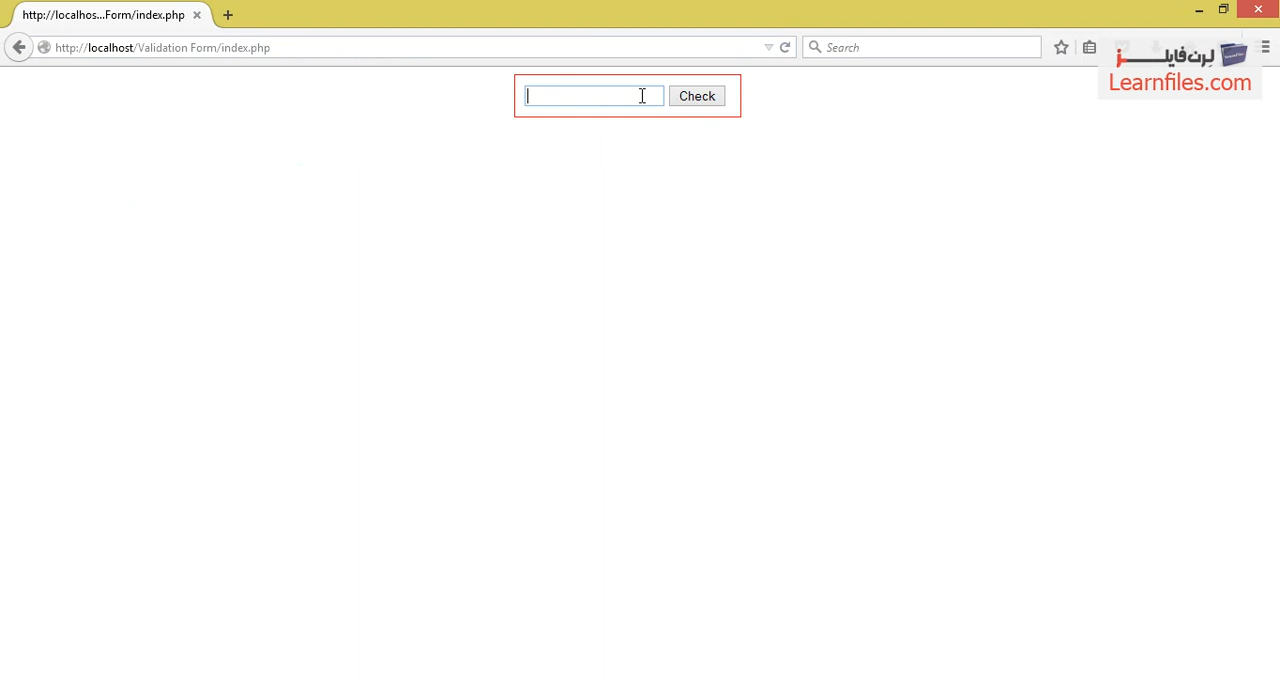 http://localhos...Form/index.php
http://localhost/Validation Form/index.php
Search
لرن فایلز
Learnfiles.com
Check